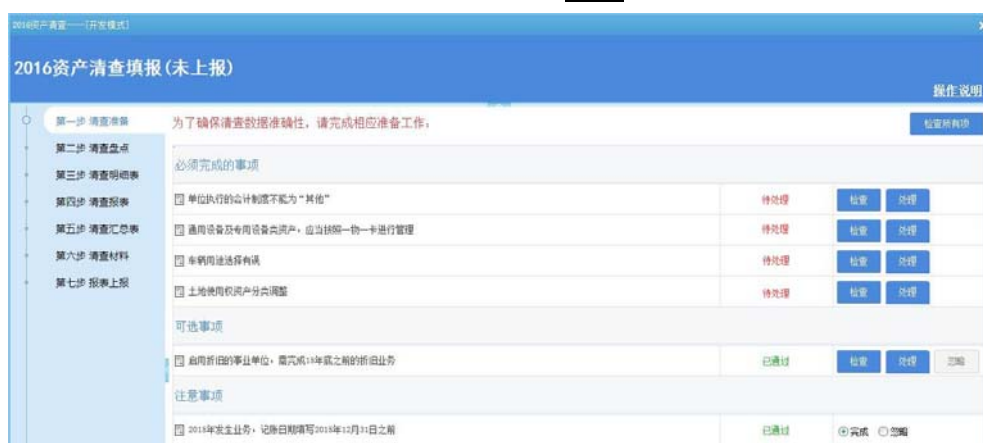 2016资产清查——[开发模式]
2016资产清查填报(未上报)
操作说明
第一步 清查准备
为了确保清查数据准确性，请完成相应准备工作，
检查所有项
第二步 清查盘点
第三步 清查明细表
第四步 清查报表
第五步 清查汇总表
第六步 清查材料
第七步 报表上报
必须完成的事项
单位执行的会计制度不能为“其他” 待处理 检查 处理
通用设备及专用设备类资产，应当按照一物一卡进行管理 待处理 检查 处理
车辆用途选择有误 待处理 检查 处理
土地使用权资产分类调整 待处理 检查 处理
可选事项
启用折旧的事业单位，需完成15年底之前的折旧业务 已通过 检查 处理 忽略
注意事项
2015年发生业务，记账日期填写2015年12月31日之前 已通过 完成 忽略